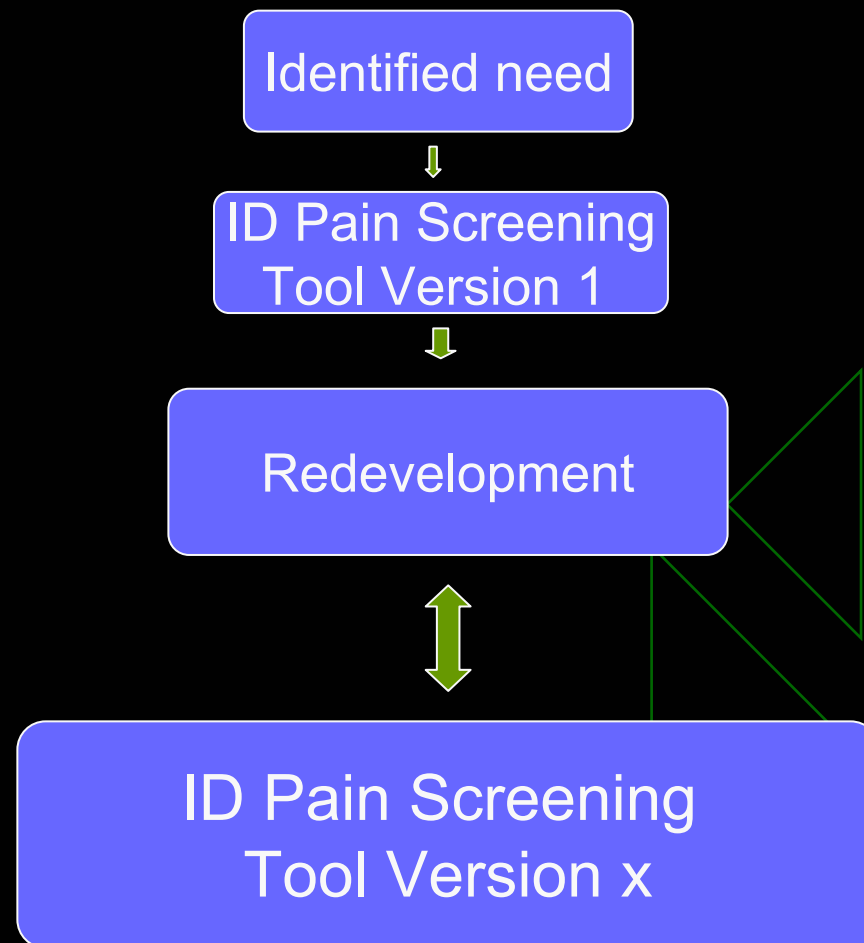 Identified need
ID Pain Screening
Tool Version 1
Redevelopment
ID Pain Screening
Tool Version x